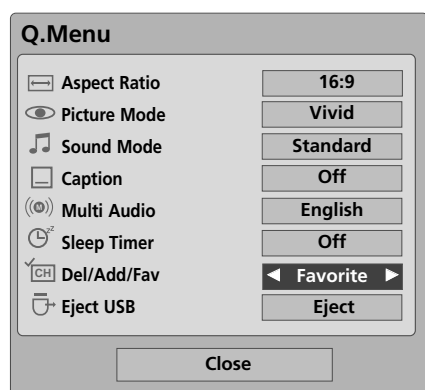 Q.Menu
Aspect Ratio 16:9
Picture Mode Vivid
Sound Mode Standard
Caption Off
((M)) Multi Audio English
zz Sleep Timer Off
CH Del/Add/Fav ◀ Favorite ▶
Eject USB Eject
Close